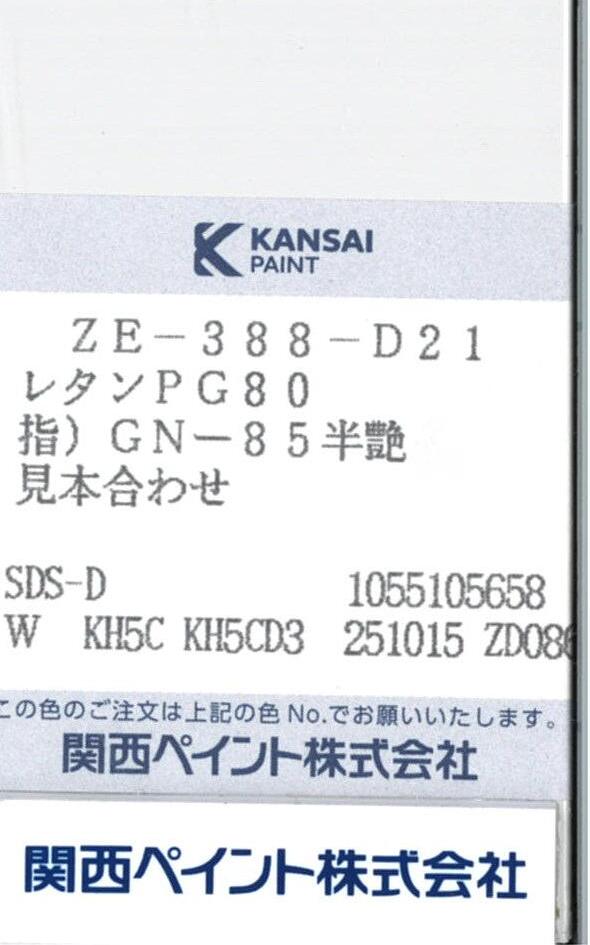 KANSAI
PAINT
ZE－388－D21
レタンPG80
指）GN－85半艶
見本合わせ
SDS-D 1055105658
W KH5C KH5CD3 251015 ZD08
この色のご注文は上記の色 No.でお願いいたします。
関西ペイント株式会社
関西ペイント株式会社